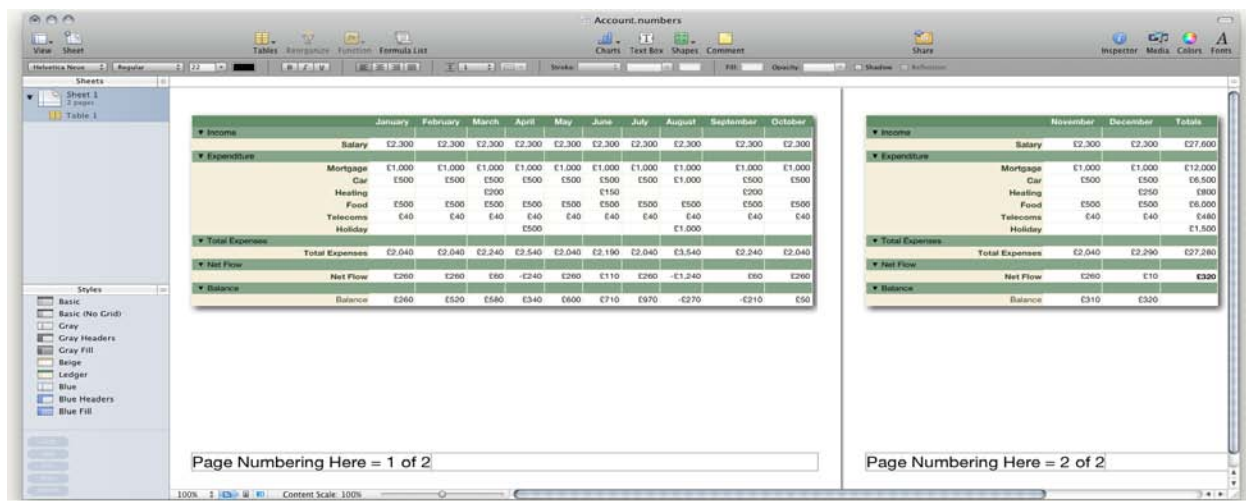 Account.numbers
View Sheet Tables Reorganize Function Formula List Charts Text Box Shapes Comment Share Inspector Media Colors Fonts
Helvetica Neue Regular 22 B I U 1 Stroke: Fill: Opacity: Shadow Reflection
Sheets
Sheet 1
2 pages
Table 1
January February March April May June July August September October
▼ Income
Salary £2,300 £2,300 £2,300 £2,300 £2,300 £2,300 £2,300 £2,300 £2,300 £2,300
▼ Expenditure
Mortgage £1,000 £1,000 £1,000 £1,000 £1,000 £1,000 £1,000 £1,000 £1,000 £1,000
Car £500 £500 £500 £500 £500 £500 £500 £1,000 £500 £500
Heating £200 £150 £200
Food £500 £500 £500 £500 £500 £500 £500 £500 £500 £500
Telecoms £40 £40 £40 £40 £40 £40 £40 £40 £40 £40
Holiday £500 £1,000
▼ Total Expenses
Total Expenses £2,040 £2,040 £2,240 £2,540 £2,040 £2,190 £2,040 £3,540 £2,240 £2,040
▼ Net Flow
Net Flow £260 £260 £60 -£240 £260 £110 £260 -£1,240 £60 £260
▼ Balance
Balance £260 £520 £580 £340 £600 £710 £970 -£270 -£210 £50
November December Totals
▼ Income
Salary £2,300 £2,300 £27,600
▼ Expenditure
Mortgage £1,000 £1,000 £12,000
Car £500 £500 £6,500
Heating £250 £800
Food £500 £500 £6,000
Telecoms £40 £40 £480
Holiday £1,500
▼ Total Expenses
Total Expenses £2,040 £2,290 £27,280
▼ Net Flow
Net Flow £260 £10 £320
▼ Balance
Balance £310 £320
Styles
Basic
Basic (No Grid)
Gray
Gray Headers
Gray Fill
Beige
Ledger
Blue
Blue Headers
Blue Fill
Page Numbering Here = 1 of 2
Page Numbering Here = 2 of 2
100% Content Scale: 100%